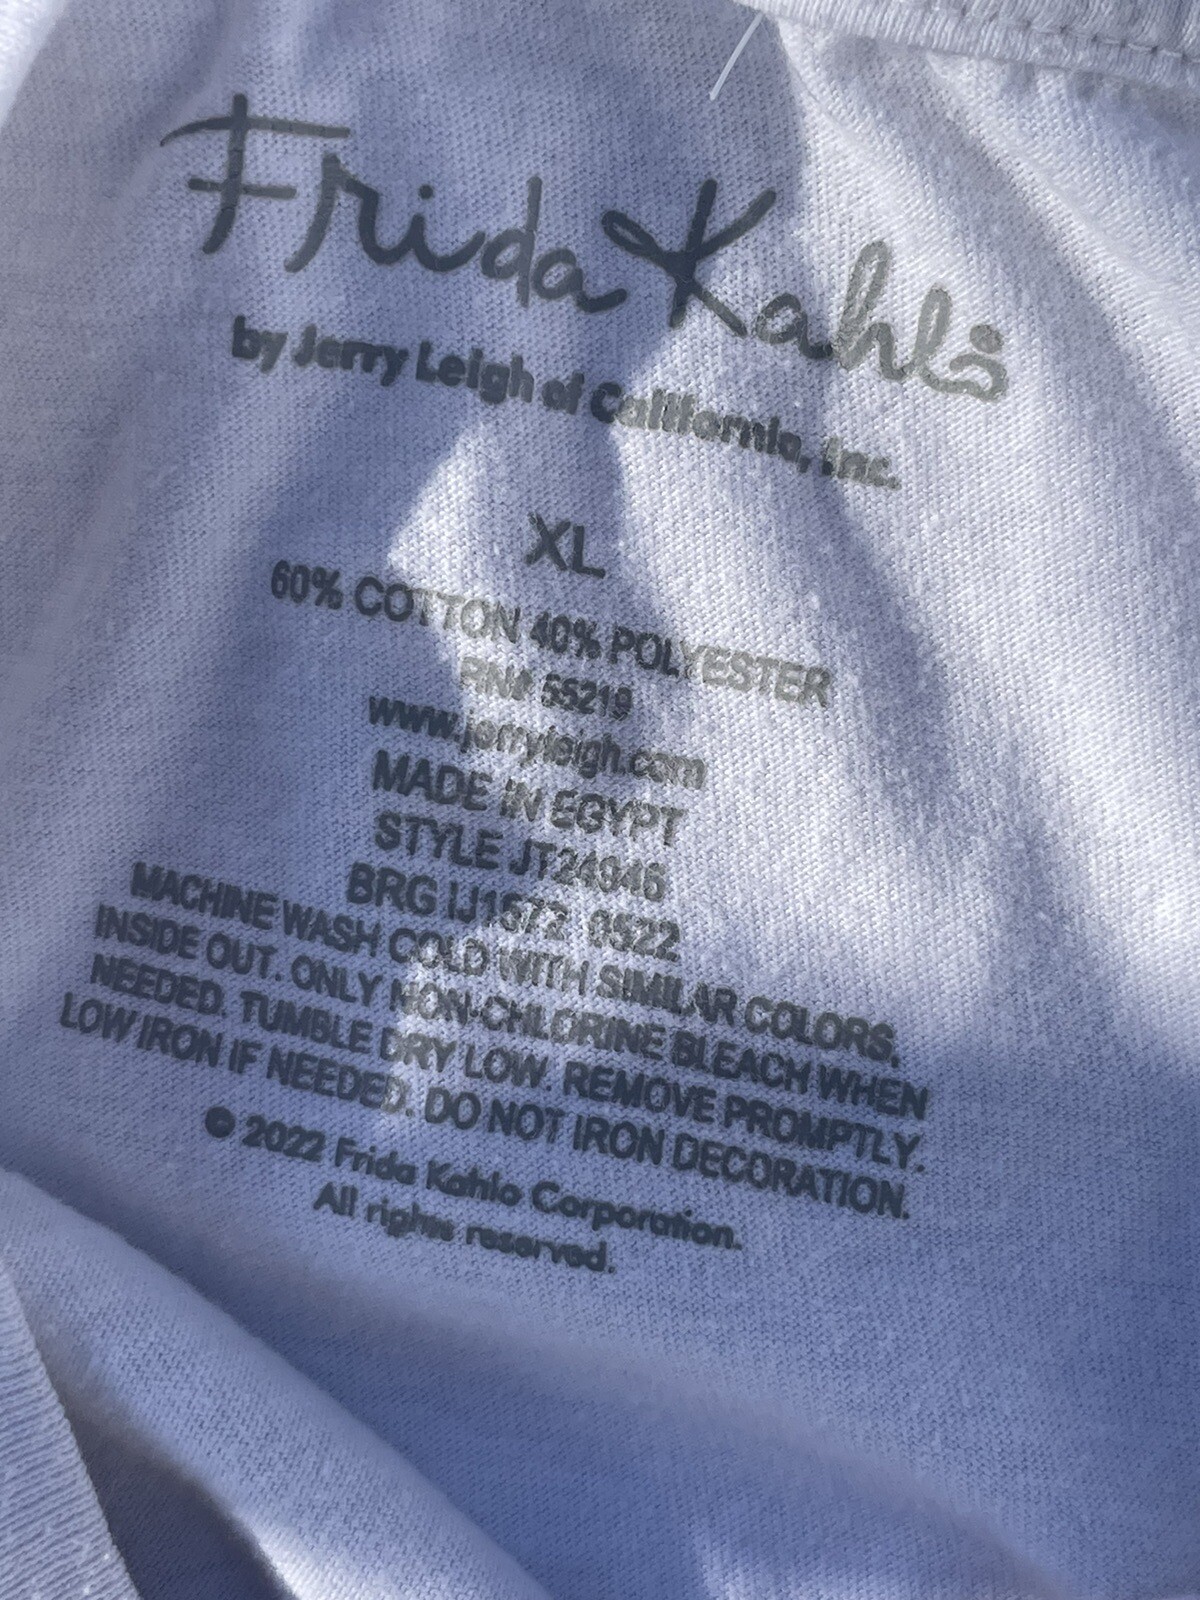 Frida Kahlo
by Jerry Leigh of California, Inc.
XL
60% COTTON 40% POLYESTER
RN# 55219
www.jerryleigh.com
MADE IN EGYPT
STYLE JT24946
BRG IJ1572 0522
MACHINE WASH COLD WITH SIMILAR COLORS,
INSIDE OUT. ONLY NON-CHLORINE BLEACH WHEN
NEEDED. TUMBLE DRY LOW. REMOVE PROMPTLY.
LOW IRON IF NEEDED. DO NOT IRON DECORATION.
© 2022 Frida Kahlo Corporation.
All rights reserved.